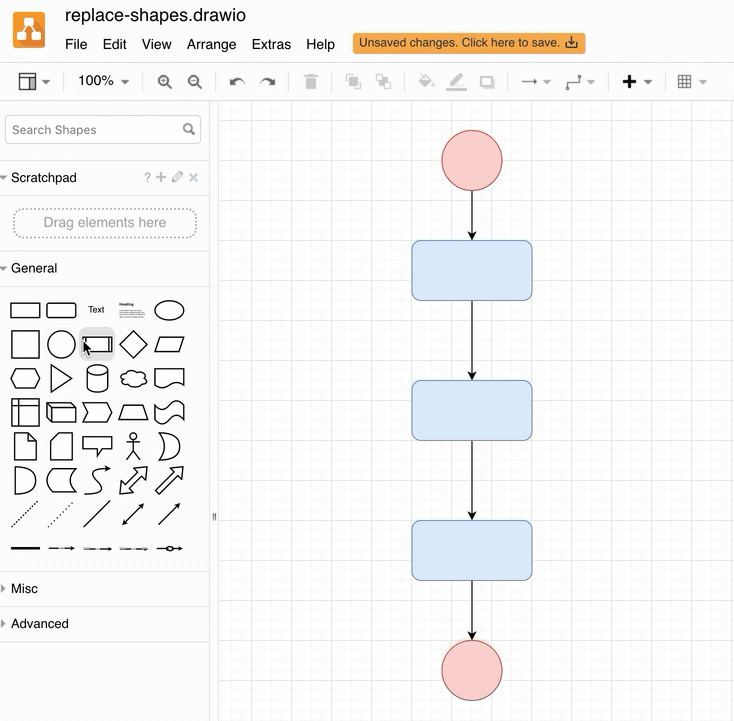 replace-shapes.drawio
File Edit View Arrange Extras Help
Unsaved changes. Click here to save.
100%
Search Shapes
Scratchpad
?
Drag elements here
General
Text
Heading
Misc
Advanced